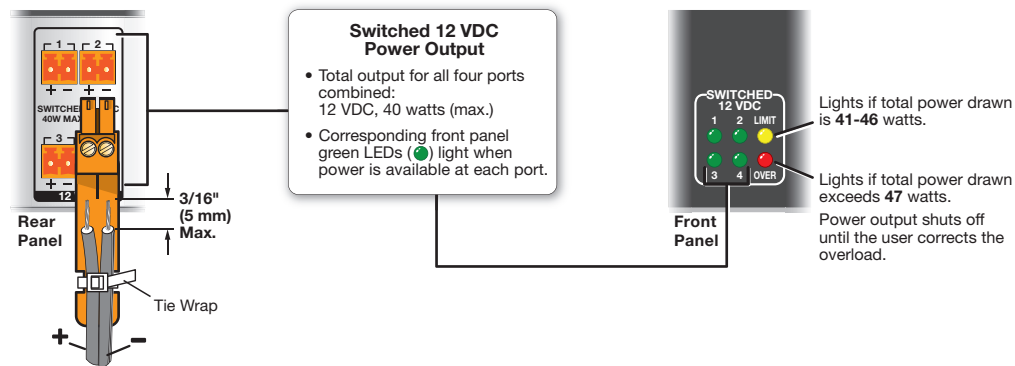 1 2
+ − + −
SWITCHE C
40W MAX
3
+ −
12
Rear
Panel
3/16"
(5 mm)
Max.
Tie Wrap
+ −
Switched 12 VDC
Power Output
• Total output for all four ports
combined:
12 VDC, 40 watts (max.)
• Corresponding front panel
green LEDs ( ) light when
power is available at each port.
SWITCHED
12 VDC
1 2 LIMIT
3 4 OVER
Front
Panel
Lights if total power drawn
is 41-46 watts.
Lights if total power drawn
exceeds 47 watts.
Power output shuts off
until the user corrects the
overload.